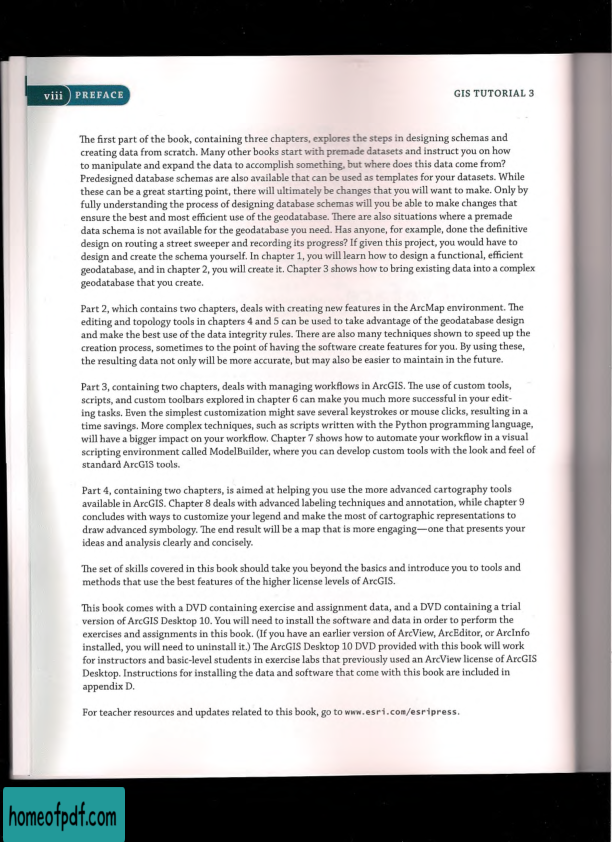 viii PREFACE
GIS TUTORIAL 3
The first part of the book, containing three chapters, explores the steps in designing schemas and
creating data from scratch. Many other books start with premade datasets and instruct you on how
to manipulate and expand the data to accomplish something, but where does this data come from?
Predesigned database schemas are also available that can be used as templates for your datasets. While
these can be a great starting point, there will ultimately be changes that you will want to make. Only by
fully understanding the process of designing database schemas will you be able to make changes that
ensure the best and most efficient use of the geodatabase. There are also situations where a premade
data schema is not available for the geodatabase you need. Has anyone, for example, done the definitive
design on routing a street sweeper and recording its progress? If given this project, you would have to
design and create the schema yourself. In chapter 1, you will learn how to design a functional, efficient
geodatabase, and in chapter 2, you will create it. Chapter 3 shows how to bring existing data into a complex
geodatabase that you create.
Part 2, which contains two chapters, deals with creating new features in the ArcMap environment. The
editing and topology tools in chapters 4 and 5 can be used to take advantage of the geodatabase design
and make the best use of the data integrity rules. There are also many techniques shown to speed up the
creation process, sometimes to the point of having the software create features for you. By using these,
the resulting data not only will be more accurate, but may also be easier to maintain in the future.
Part 3, containing two chapters, deals with managing workflows in ArcGIS. The use of custom tools,
scripts, and custom toolbars explored in chapter 6 can make you much more successful in your edit-
ing tasks. Even the simplest customization might save several keystrokes or mouse clicks, resulting in a
time savings. More complex techniques, such as scripts written with the Python programming language,
will have a bigger impact on your workflow. Chapter 7 shows how to automate your workflow in a visual
scripting environment called ModelBuilder, where you can develop custom tools with the look and feel of
standard ArcGIS tools.
Part 4, containing two chapters, is aimed at helping you use the more advanced cartography tools
available in ArcGIS. Chapter 8 deals with advanced labeling techniques and annotation, while chapter 9
concludes with ways to customize your legend and make the most of cartographic representations to
draw advanced symbology. The end result will be a map that is more engaging—one that presents your
ideas and analysis clearly and concisely.
The set of skills covered in this book should take you beyond the basics and introduce you to tools and
methods that use the best features of the higher license levels of ArcGIS.
This book comes with a DVD containing exercise and assignment data, and a DVD containing a trial
version of ArcGIS Desktop 10. You will need to install the software and data in order to perform the
exercises and assignments in this book. (If you have an earlier version of ArcView, ArcEditor, or ArcInfo
installed, you will need to uninstall it.) The ArcGIS Desktop 10 DVD provided with this book will work
for instructors and basic-level students in exercise labs that previously used an ArcView license of ArcGIS
Desktop. Instructions for installing the data and software that come with this book are included in
appendix D.
For teacher resources and updates related to this book, go to www.esri.com/esripress.
homeofpdf.com